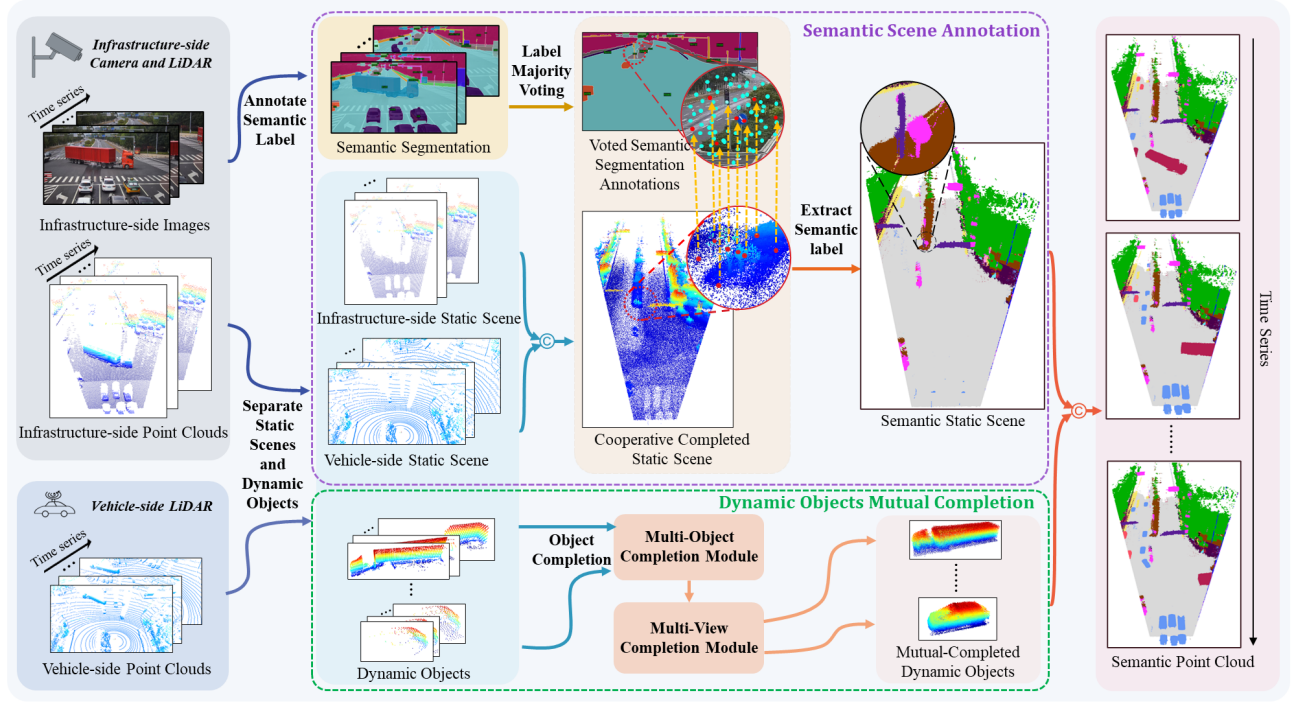 Infrastructure-side
Camera and LiDAR
Time series
Infrastructure-side Images
Time series
Infrastructure-side Point Clouds
Vehicle-side LiDAR
Time series
Vehicle-side Point Clouds
Annotate
Semantic
Label
Separate
Static
Scenes
and
Dynamic
Objects
Semantic Scene Annotation
Semantic Segmentation
Label
Majority
Voting
Voted Semantic
Segmentation
Annotations
Infrastructure-side Static Scene
Vehicle-side Static Scene
C
Cooperative Completed
Static Scene
Extract
Semantic
label
Semantic Static Scene
Dynamic Objects Mutual Completion
Dynamic Objects
Object
Completion
Multi-Object
Completion Module
Multi-View
Completion Module
Mutual-Completed
Dynamic Objects
C
Time Series
Semantic Point Cloud